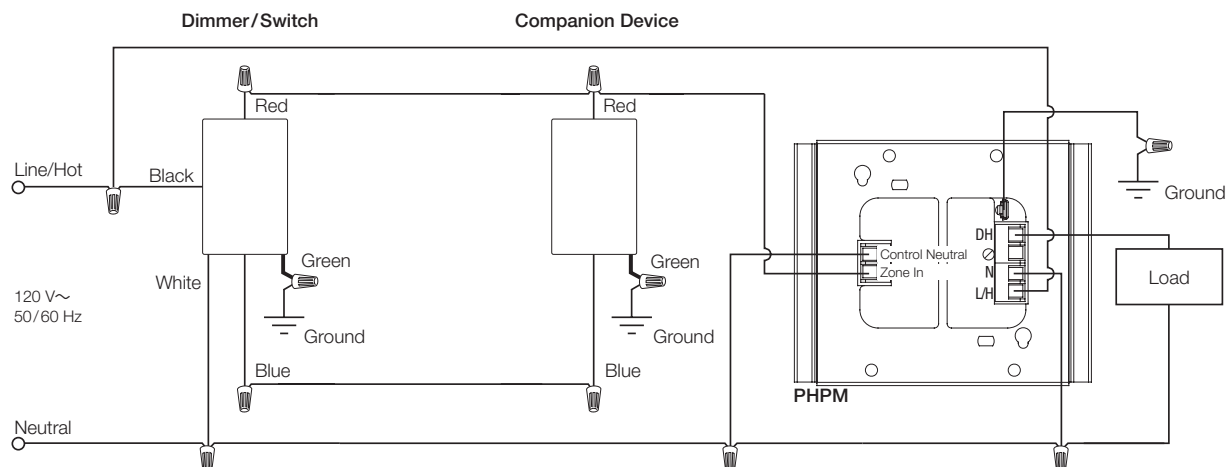 Dimmer/Switch
Companion Device
Red
Red
Line/Hot
Black
Ground
DH
Control Neutral
Green
Green
Zone In
N
Load
White
L/H
120 V~
50/60 Hz
Ground
Ground
Blue
Blue
PHPM
Neutral